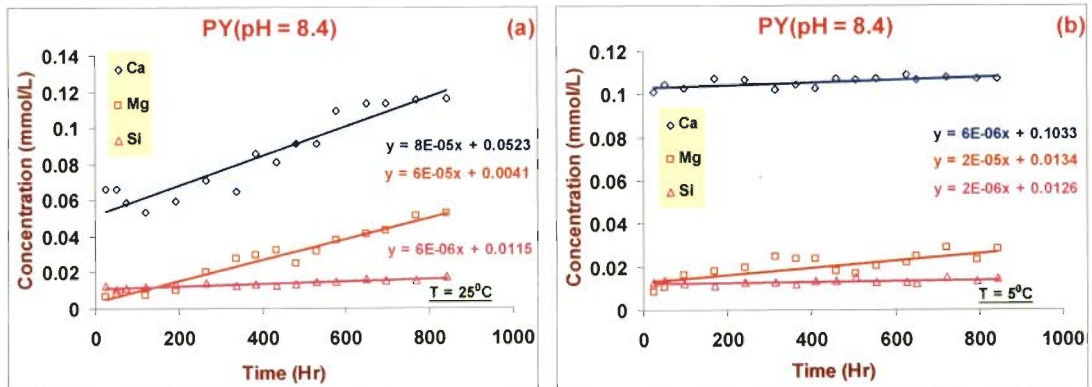 PY(pH = 8.4)
(a)
Concentration (mmol/L)
0.14
0.12
0.1
0.08
0.06
0.04
0.02
0
Ca
Mg
Si
y = 8E-05x + 0.0523
y = 6E-05x + 0.0041
y = 6E-06x + 0.0115
T = 25⁰C
0 200 400 600 800 1000
Time (Hr)
PY(pH = 8.4)
(b)
Concentration (mmol/L)
0.12
0.1
0.08
0.06
0.04
0.02
0
Ca
Mg
Si
y = 6E-06x + 0.1033
y = 2E-05x + 0.0134
y = 2E-06x + 0.0126
T = 5⁰C
0 200 400 600 800 1000
Time (Hr)